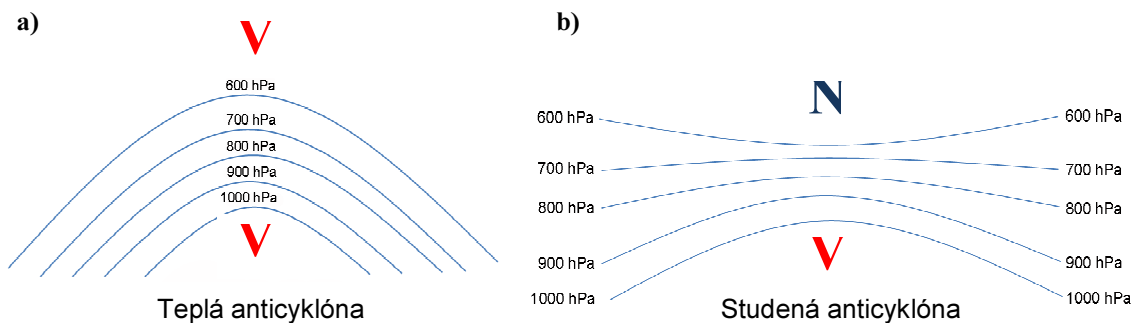 a)
V
600 hPa
700 hPa
800 hPa
900 hPa
1000 hPa
V
Teplá anticyklóna
b)
N
600 hPa 600 hPa
700 hPa 700 hPa
800 hPa 800 hPa
V
900 hPa 900 hPa
1000 hPa 1000 hPa
Studená anticyklóna